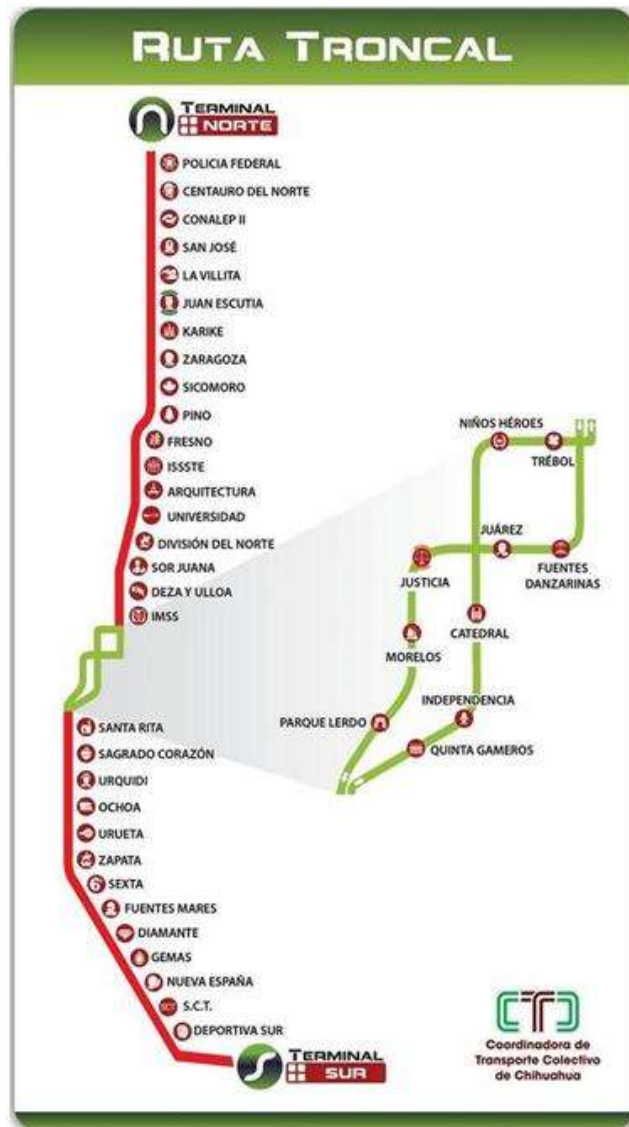 RUTA TRONCAL
TERMINAL
NORTE
POLICIA FEDERAL
CENTAURO DEL NORTE
CONALEP II
SAN JOSÉ
LA VILLITA
JUAN ESCUTIA
KARIKE
ZARAGOZA
SICOMORO
PINO
FRESNO
ISSSTE
ARQUITECTURA
UNIVERSIDAD
DIVISIÓN DEL NORTE
SOR JUANA
DEZA Y ULLOA
IMSS
NIÑOS HÉROES
TRÉBOL
JUÁREZ
JUSTICIA
FUENTES
DANZARINAS
MORELOS
CATEDRAL
INDEPENDENCIA
PARQUE LERDO
QUINTA GAMEROS
SANTA RITA
SAGRADO CORAZÓN
URQUIDI
OCHOA
URUETA
ZAPATA
SEXTA
FUENTES MARES
DIAMANTE
GEMAS
NUEVA ESPAÑA
S.C.T.
DEPORTIVA SUR
TERMINAL
SUR
CTC
Coordinadora de
Transporte Colectivo
de Chihuahua